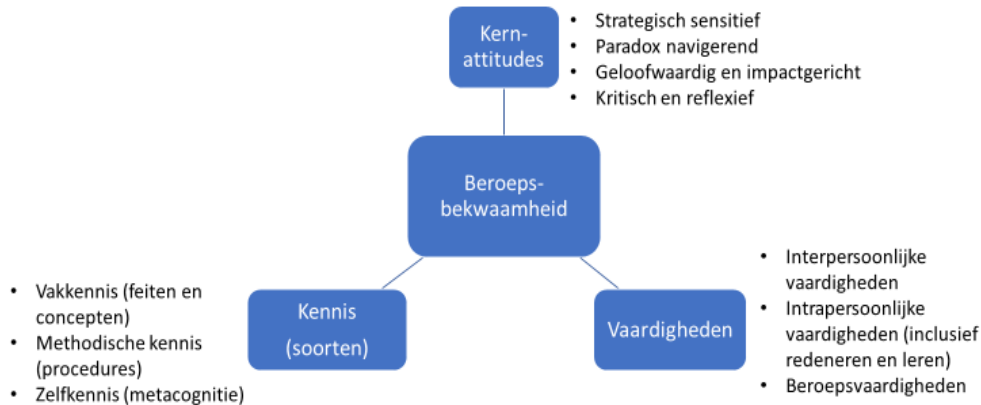 Kern-
attitudes
• Strategisch sensitief
• Paradox navigerend
• Geloofwaardig en impactgericht
• Kritisch en reflexief
Beroeps-
bekwaamheid
• Vakkennis (feiten en
concepten)
• Methodische kennis
(procedures)
• Zelfkennis (metacognitie)
Kennis
(soorten)
Vaardigheden
• Interpersoonlijke
vaardigheden
• Intrapersoonlijke
vaardigheden (inclusief
redeneren en leren)
• Beroepsvaardigheden